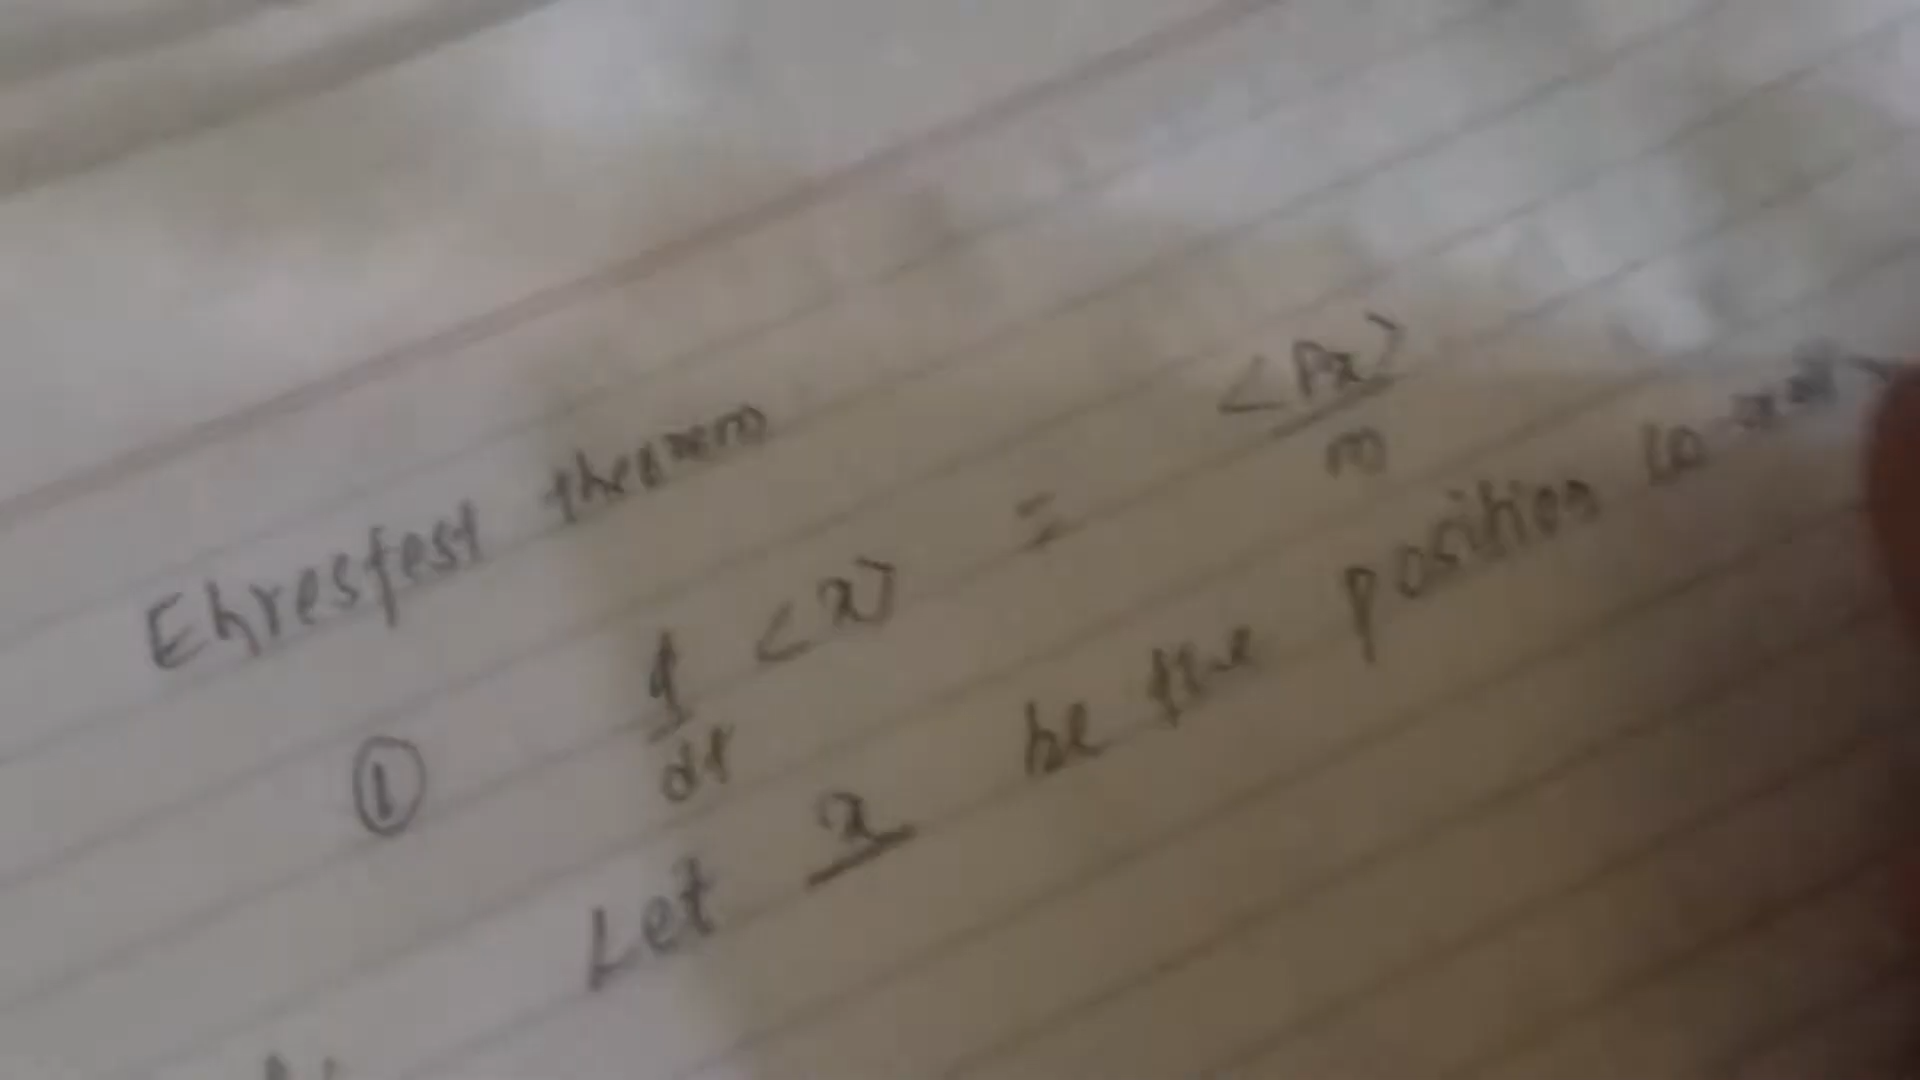 Ehresfest theorem
① d/dt <x> = <Px>/m
Let x be the position